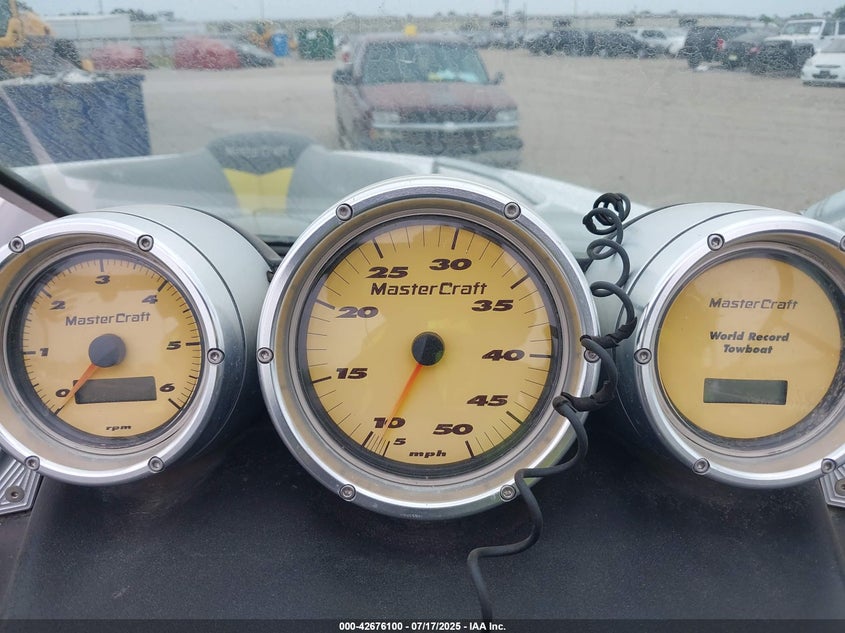 MASTERCRAFT
0 1 2 3 4 5 6
MasterCraft
rpm
5 10 15 20 25 30 35 40 45 50
MasterCraft
mph
MasterCraft
World Record
Towboat
000-42676100 / 07/17/2025 - IAA Inc.